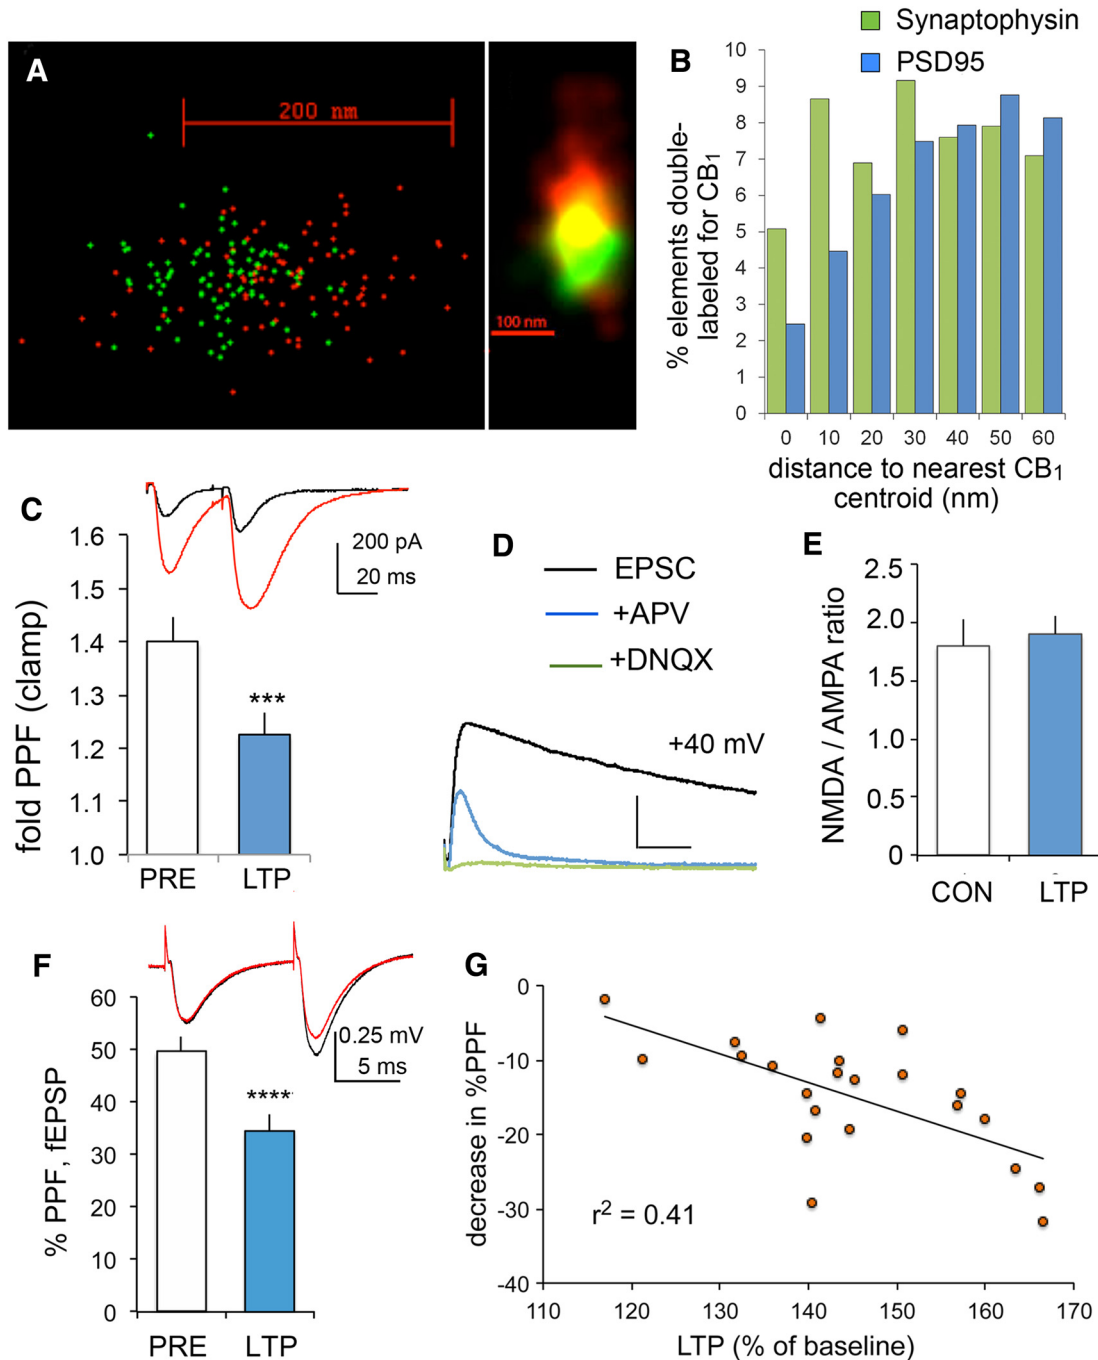 Synaptophysin
PSD95
A
200 nm
100 nm
B
10
9
8
7
6
5
4
3
2
1
0
% elements double-
labeled for CB1
0 10 20 30 40 50 60
distance to nearest CB1
centroid (nm)
C
200 pA
20 ms
1.6
1.5
1.4
1.3
1.2
1.1
1.0
fold PPF (clamp)
***
PRE LTP
D
EPSC
+APV
+DNQX
+40 mV
E
2.5
2.0
1.5
1.0
0.5
0
NMDA / AMPA ratio
CON LTP
F
0.25 mV
5 ms
60
50
40
30
20
10
0
% PPF, fEPSP
****
PRE LTP
G
0
-10
-20
-30
-40
decrease in %PPF
r2 = 0.41
110 120 130 140 150 160 170
LTP (% of baseline)